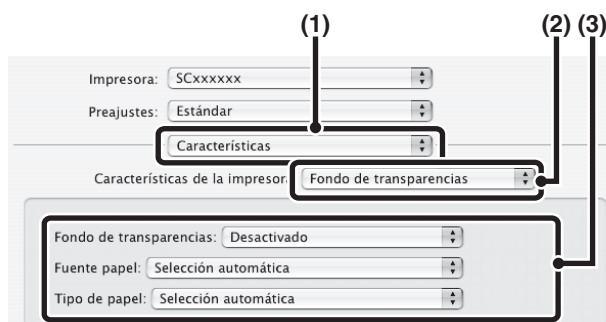 (1) (2) (3)
Impresora: SCxxxxxx
Preajustes: Estándar
Características
Características de la impresor Fondo de transparencias
Fondo de transparencias: Desactivado
Fuente papel: Selección automática
Tipo de papel: Selección automática